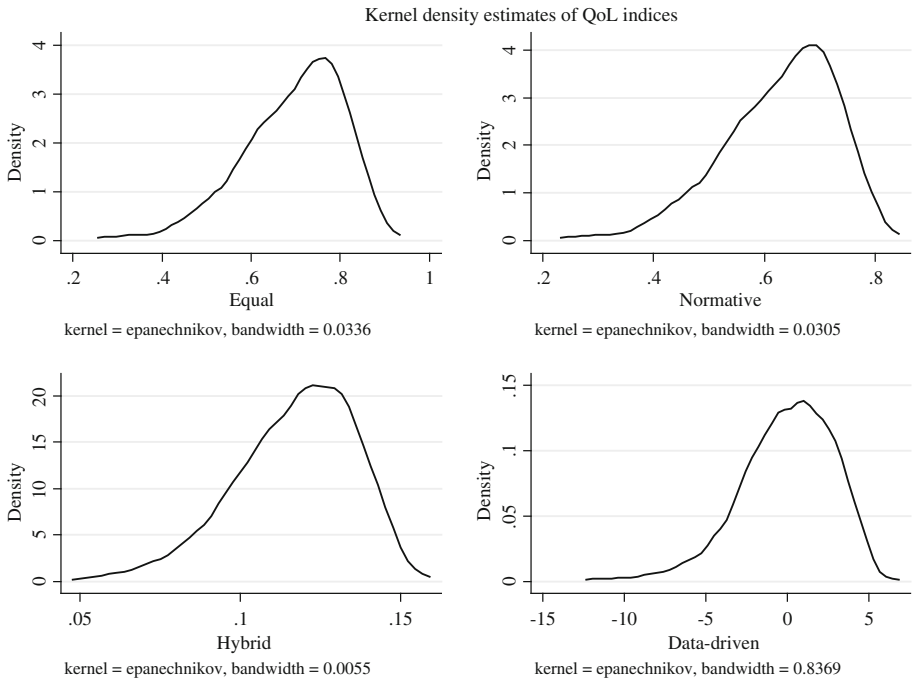 Kernel density estimates of QoL indices
Density
0 1 2 3 4
.2 .4 .6 .8 1
Equal
kernel = epanechnikov, bandwidth = 0.0336
Density
0 1 2 3 4
.2 .4 .6 .8
Normative
kernel = epanechnikov, bandwidth = 0.0305
Density
0 5 10 15 20
.05 .1 .15
Hybrid
kernel = epanechnikov, bandwidth = 0.0055
Density
0 .05 .1 .15
-15 -10 -5 0 5
Data-driven
kernel = epanechnikov, bandwidth = 0.8369